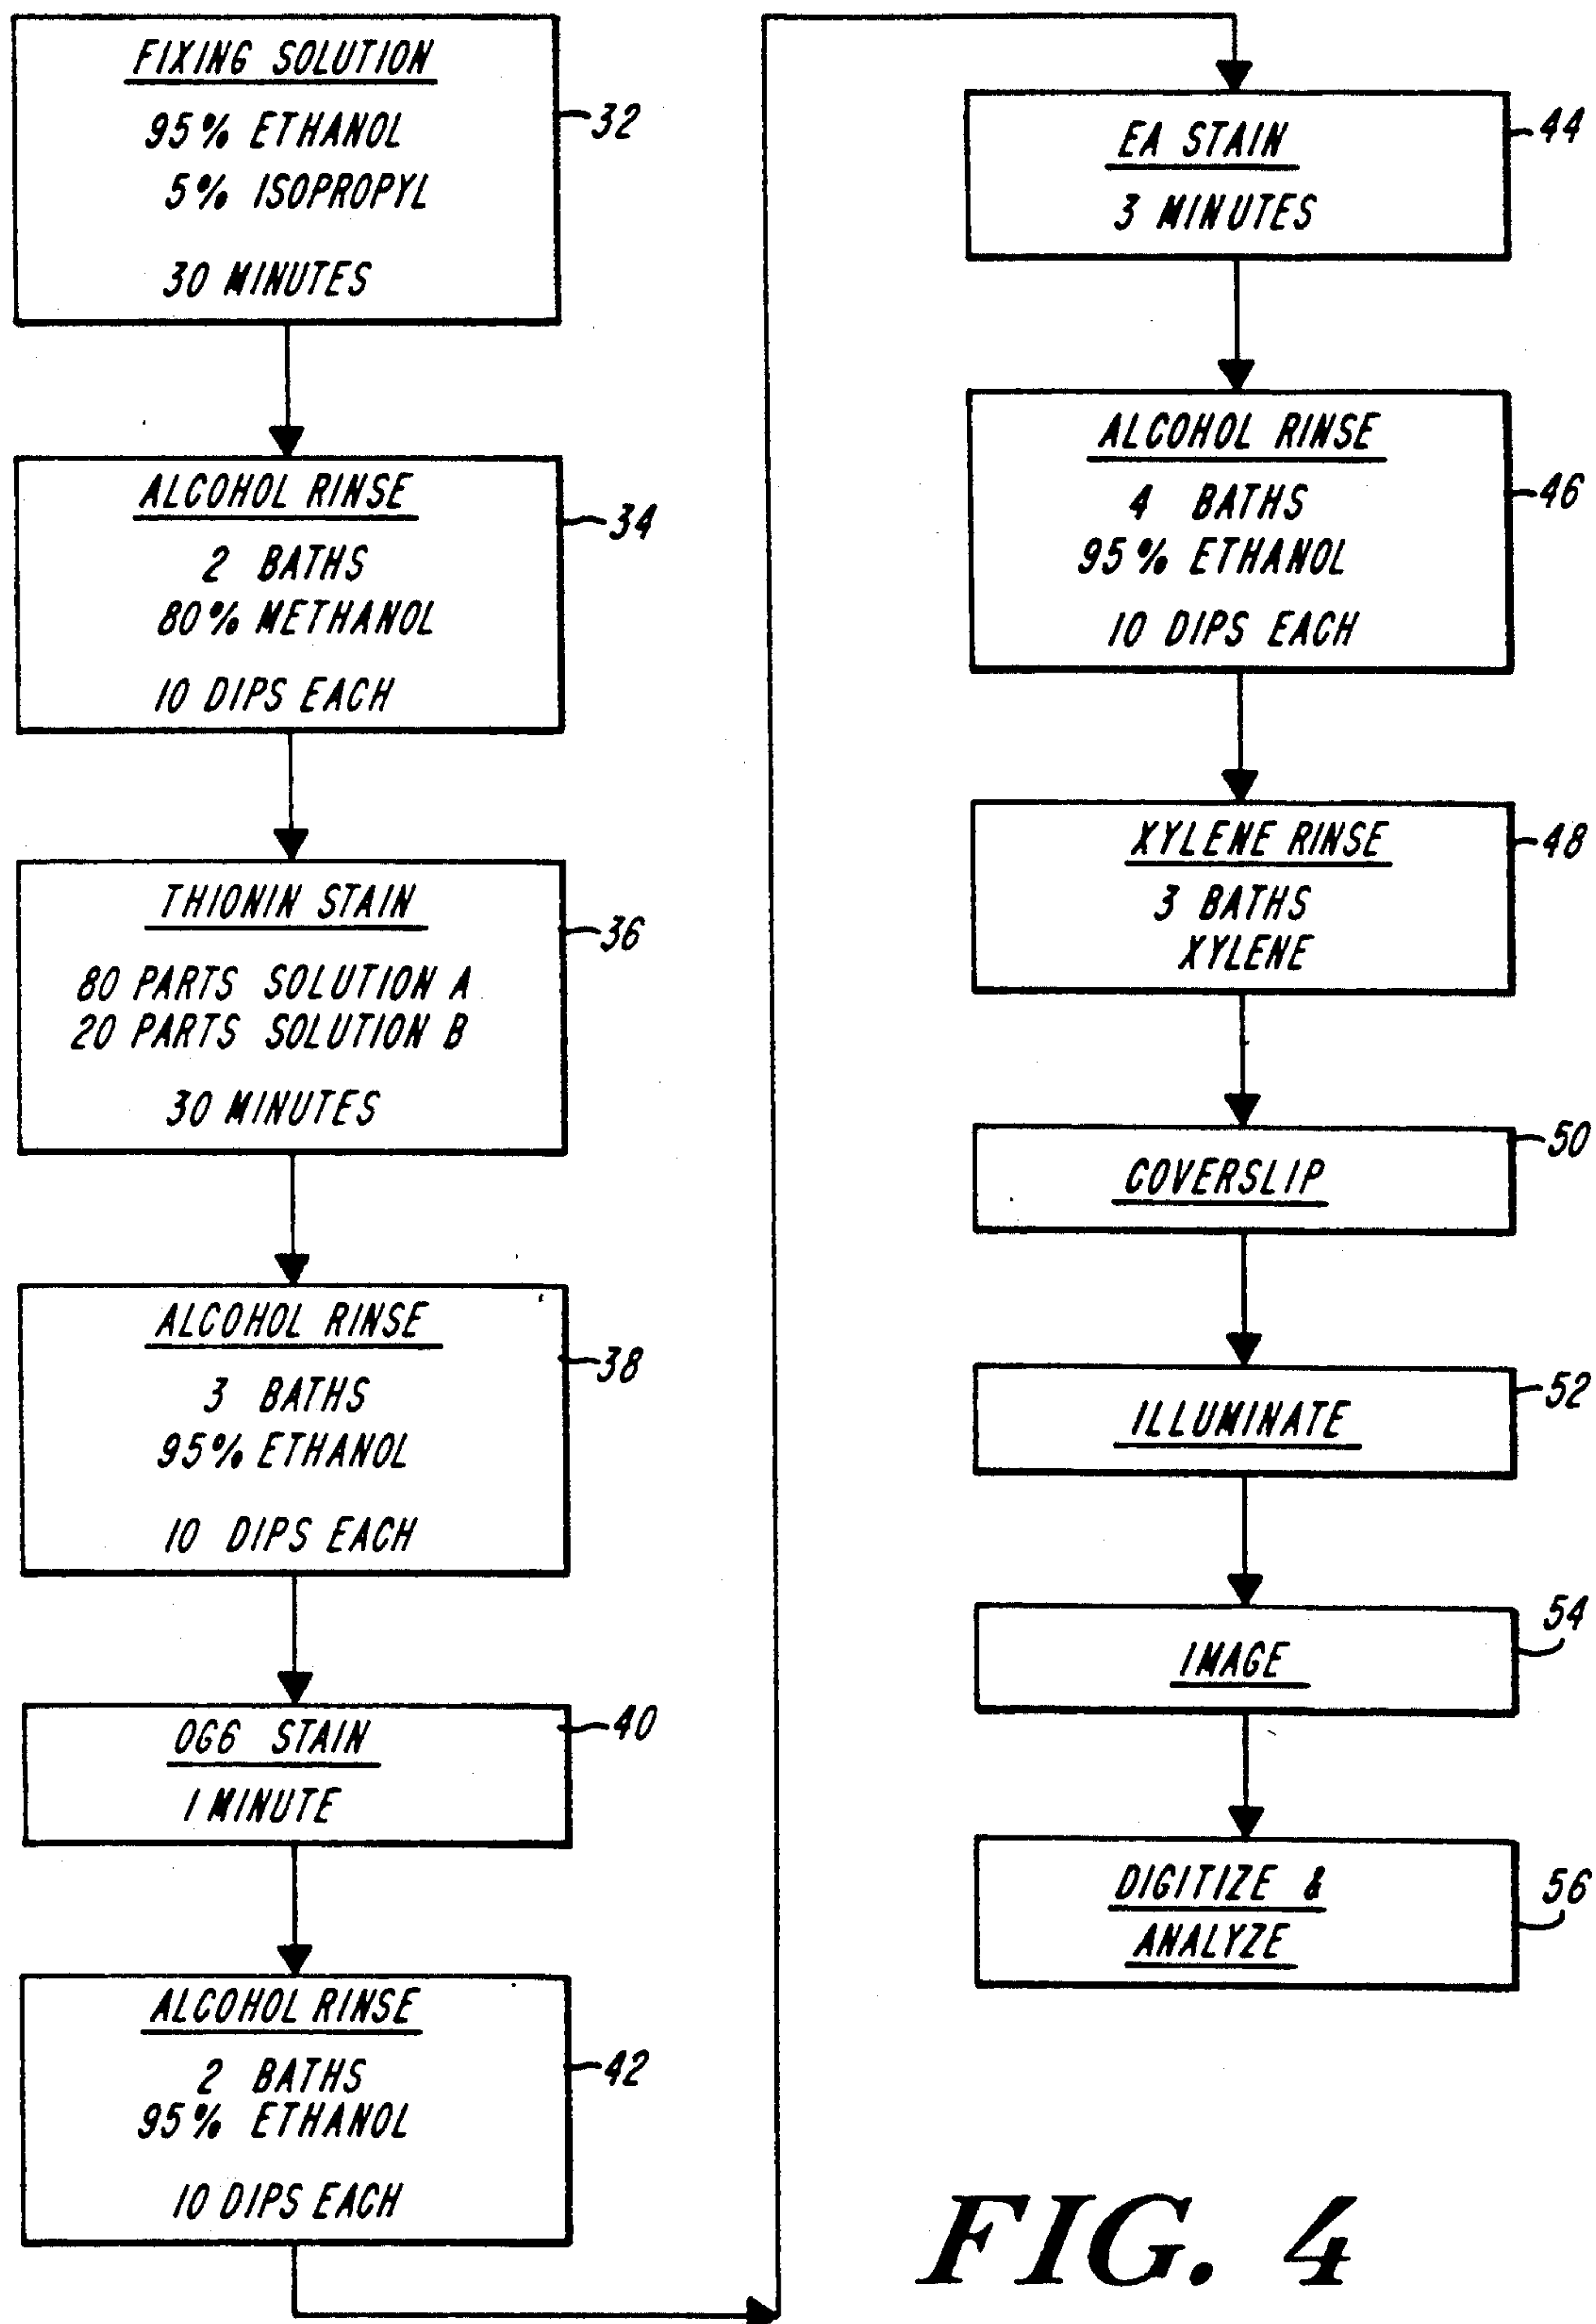 FIXING SOLUTION
95% ETHANOL
5% ISOPROPYL
30 MINUTES
32
ALCOHOL RINSE
2 BATHS
80% METHANOL
10 DIPS EACH
34
THIONIN STAIN
80 PARTS SOLUTION A
20 PARTS SOLUTION B
30 MINUTES
36
ALCOHOL RINSE
3 BATHS
95% ETHANOL
10 DIPS EACH
38
OG6 STAIN
1 MINUTE
40
ALCOHOL RINSE
2 BATHS
95% ETHANOL
10 DIPS EACH
42
EA STAIN
3 MINUTES
44
ALCOHOL RINSE
4 BATHS
95% ETHANOL
10 DIPS EACH
46
XYLENE RINSE
3 BATHS
XYLENE
48
COVERSLIP
50
ILLUMINATE
52
IMAGE
54
DIGITIZE &
ANALYZE
56
FIG. 4